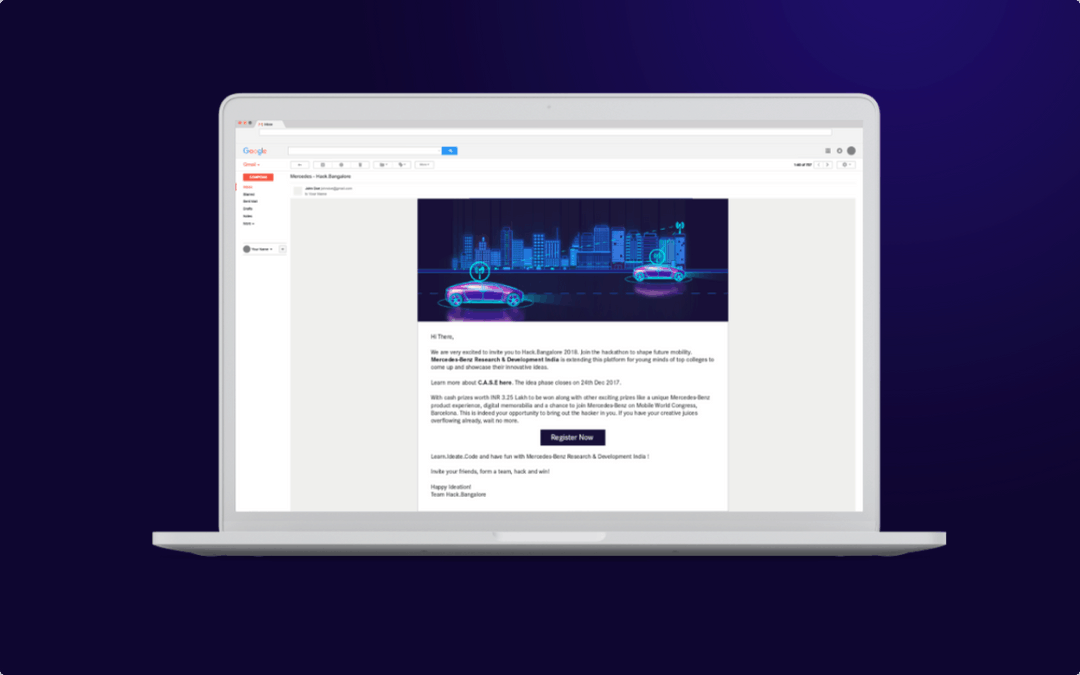 Inbox
Google
Gmail
COMPOSE
More
Mercedes - Hack.Bangalore
John Doe
to Your Name
Inbox
Starred
Sent Mail
Drafts
Notes
More
Your Name
Hi There,
We are very excited to invite you to Hack.Bangalore 2018. Join the hackathon to shape future mobility.
Mercedes-Benz Research & Development India is extending this platform for young minds of top colleges to
come up and showcase their innovative ideas.
Learn more about C.A.S.E here. The idea phase closes on 24th Dec 2017.
With cash prizes worth INR 3.25 Lakh to be won along with other exciting prizes like a unique Mercedes-Benz
product experience, digital memorabilia and a chance to join Mercedes-Benz on Mobile World Congress,
Barcelona. This is indeed your opportunity to bring out the hacker in you. If you have your creative juices
overflowing already, wait no more.
Register Now
Learn.Ideate.Code and have fun with Mercedes-Benz Research & Development India !
Invite your friends, form a team, hack and win!
Happy Ideation!
Team Hack.Bangalore